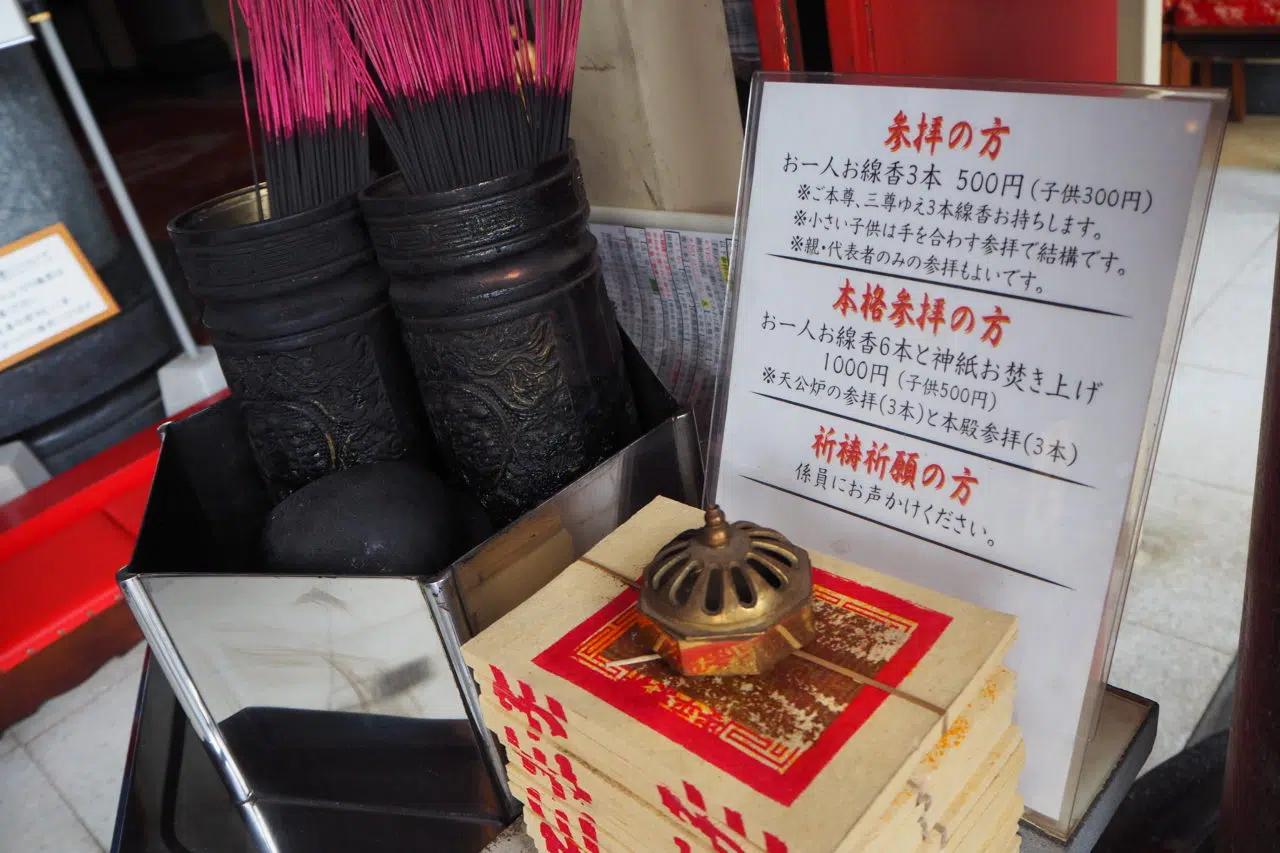 参拝の方
お一人お線香3本 500円(子供300円)
※ご本尊、三尊ゆえ3本線香お持ちします。
※小さい子供は手を合わす参拝で結構です。
※親・代表者のみの参拝もよいです。
本格参拝の方
お一人お線香6本と神紙お焚き上げ
1000円(子供500円)
※天公炉の参拝(3本)と本殿参拝(3本)
祈祷祈願の方
係員にお声かけください。